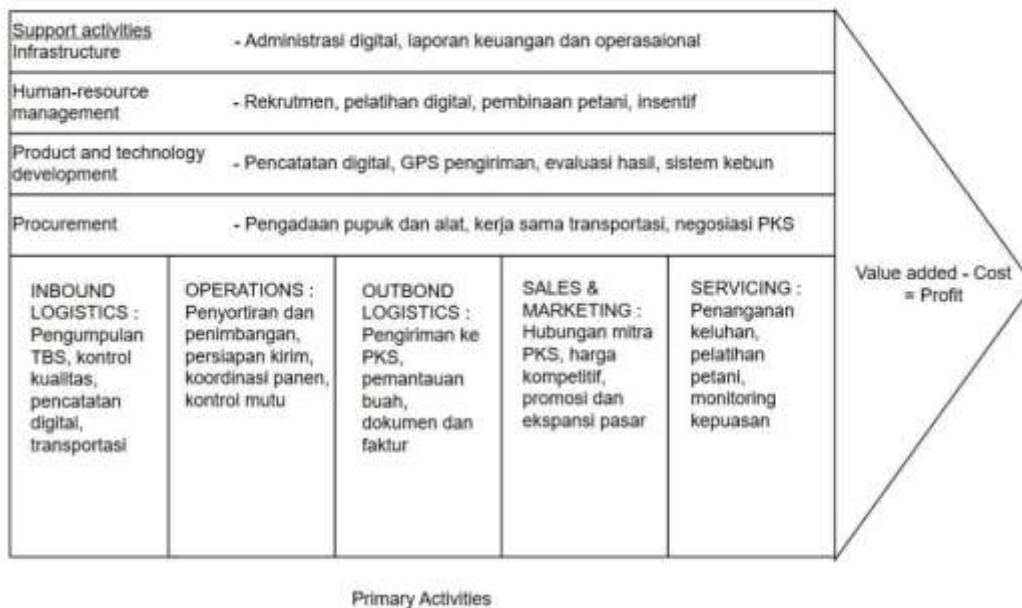 Support activities
Infrastructure
- Administrasi digital, laporan keuangan dan operasaional
Human-resource
management
- Rekrutmen, pelatihan digital, pembinaan petani, insentif
Product and technology
development
- Pencatatan digital, GPS pengiriman, evaluasi hasil, sistem kebun
Procurement
- Pengadaan pupuk dan alat, kerja sama transportasi, negosiasi PKS
INBOUND
LOGISTICS :
Pengumpulan
TBS, kontrol
kualitas,
pencatatan
digital,
transportasi
OPERATIONS :
Penyortiran dan
penimbangan,
persiapan kirim,
koordinasi panen,
kontrol mutu
OUTBOND
LOGISTICS :
Pengiriman ke
PKS,
pemantauan
buah,
dokumen dan
faktur
SALES &
MARKETING :
Hubungan mitra
PKS, harga
kompetitif,
promosi dan
ekspansi pasar
SERVICING :
Penanganan
keluhan,
pelatihan
petani,
monitoring
kepuasan
Value added - Cost
= Profit
Primary Activities